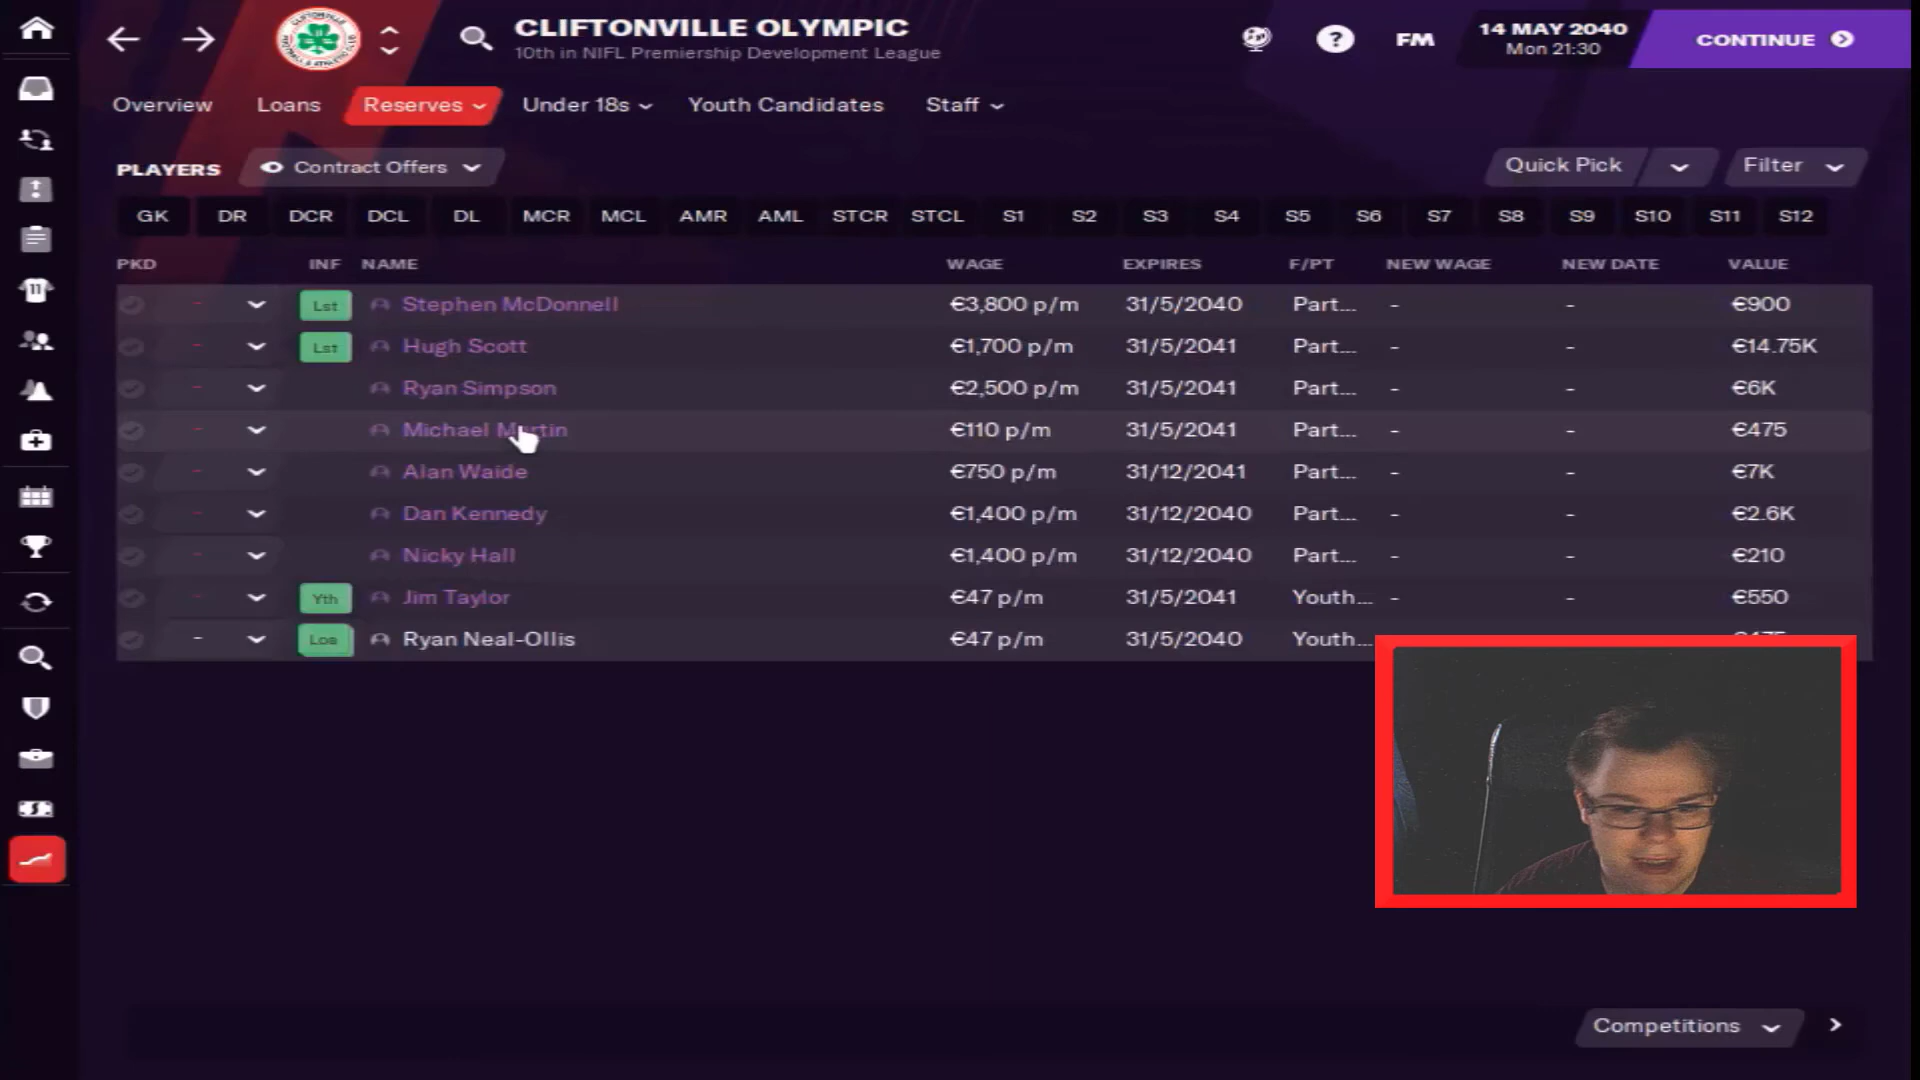 CLIFTONVILLE OLYMPIC
10th in NIFL Premiership Development League
FM
14 MAY 2040
Mon 21:30
CONTINUE
Overview Loans Reserves Under 18s Youth Candidates Staff
PLAYERS Contract Offers Quick Pick Filter
GK DR DCR DCL DL MCR MCL AMR AML STCR STCL S1 S2 S3 S4 S5 S6 S7 S8 S9 S10 S11 S12
PKD INF NAME WAGE EXPIRES F/PT NEW WAGE NEW DATE VALUE
- Lst Stephen McDonnell €3,800 p/m 31/5/2040 Part... - - €900
- Lst Hugh Scott €1,700 p/m 31/5/2041 Part... - - €14.75K
- Ryan Simpson €2,500 p/m 31/5/2041 Part... - - €6K
- Michael Martin €110 p/m 31/5/2041 Part... - - €475
- Alan Waide €750 p/m 31/12/2041 Part... - - €7K
- Dan Kennedy €1,400 p/m 31/12/2040 Part... - - €2.6K
- Nicky Hall €1,400 p/m 31/12/2040 Part... - - €210
- Yth Jim Taylor €47 p/m 31/5/2041 Youth... - - €550
- Loa Ryan Neal-Ollis €47 p/m 31/5/2040 Youth...
Competitions